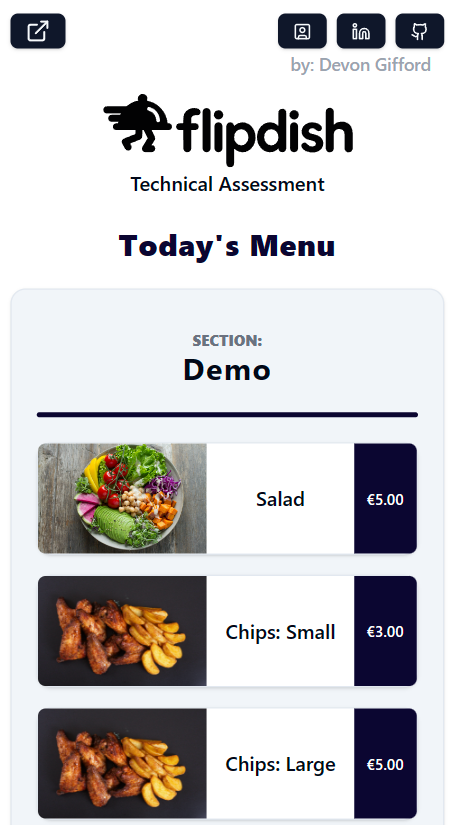 by: Devon Gifford
flipdish
Technical Assessment
Today's Menu
SECTION:
Demo
Salad
€5.00
Chips: Small
€3.00
Chips: Large
€5.00